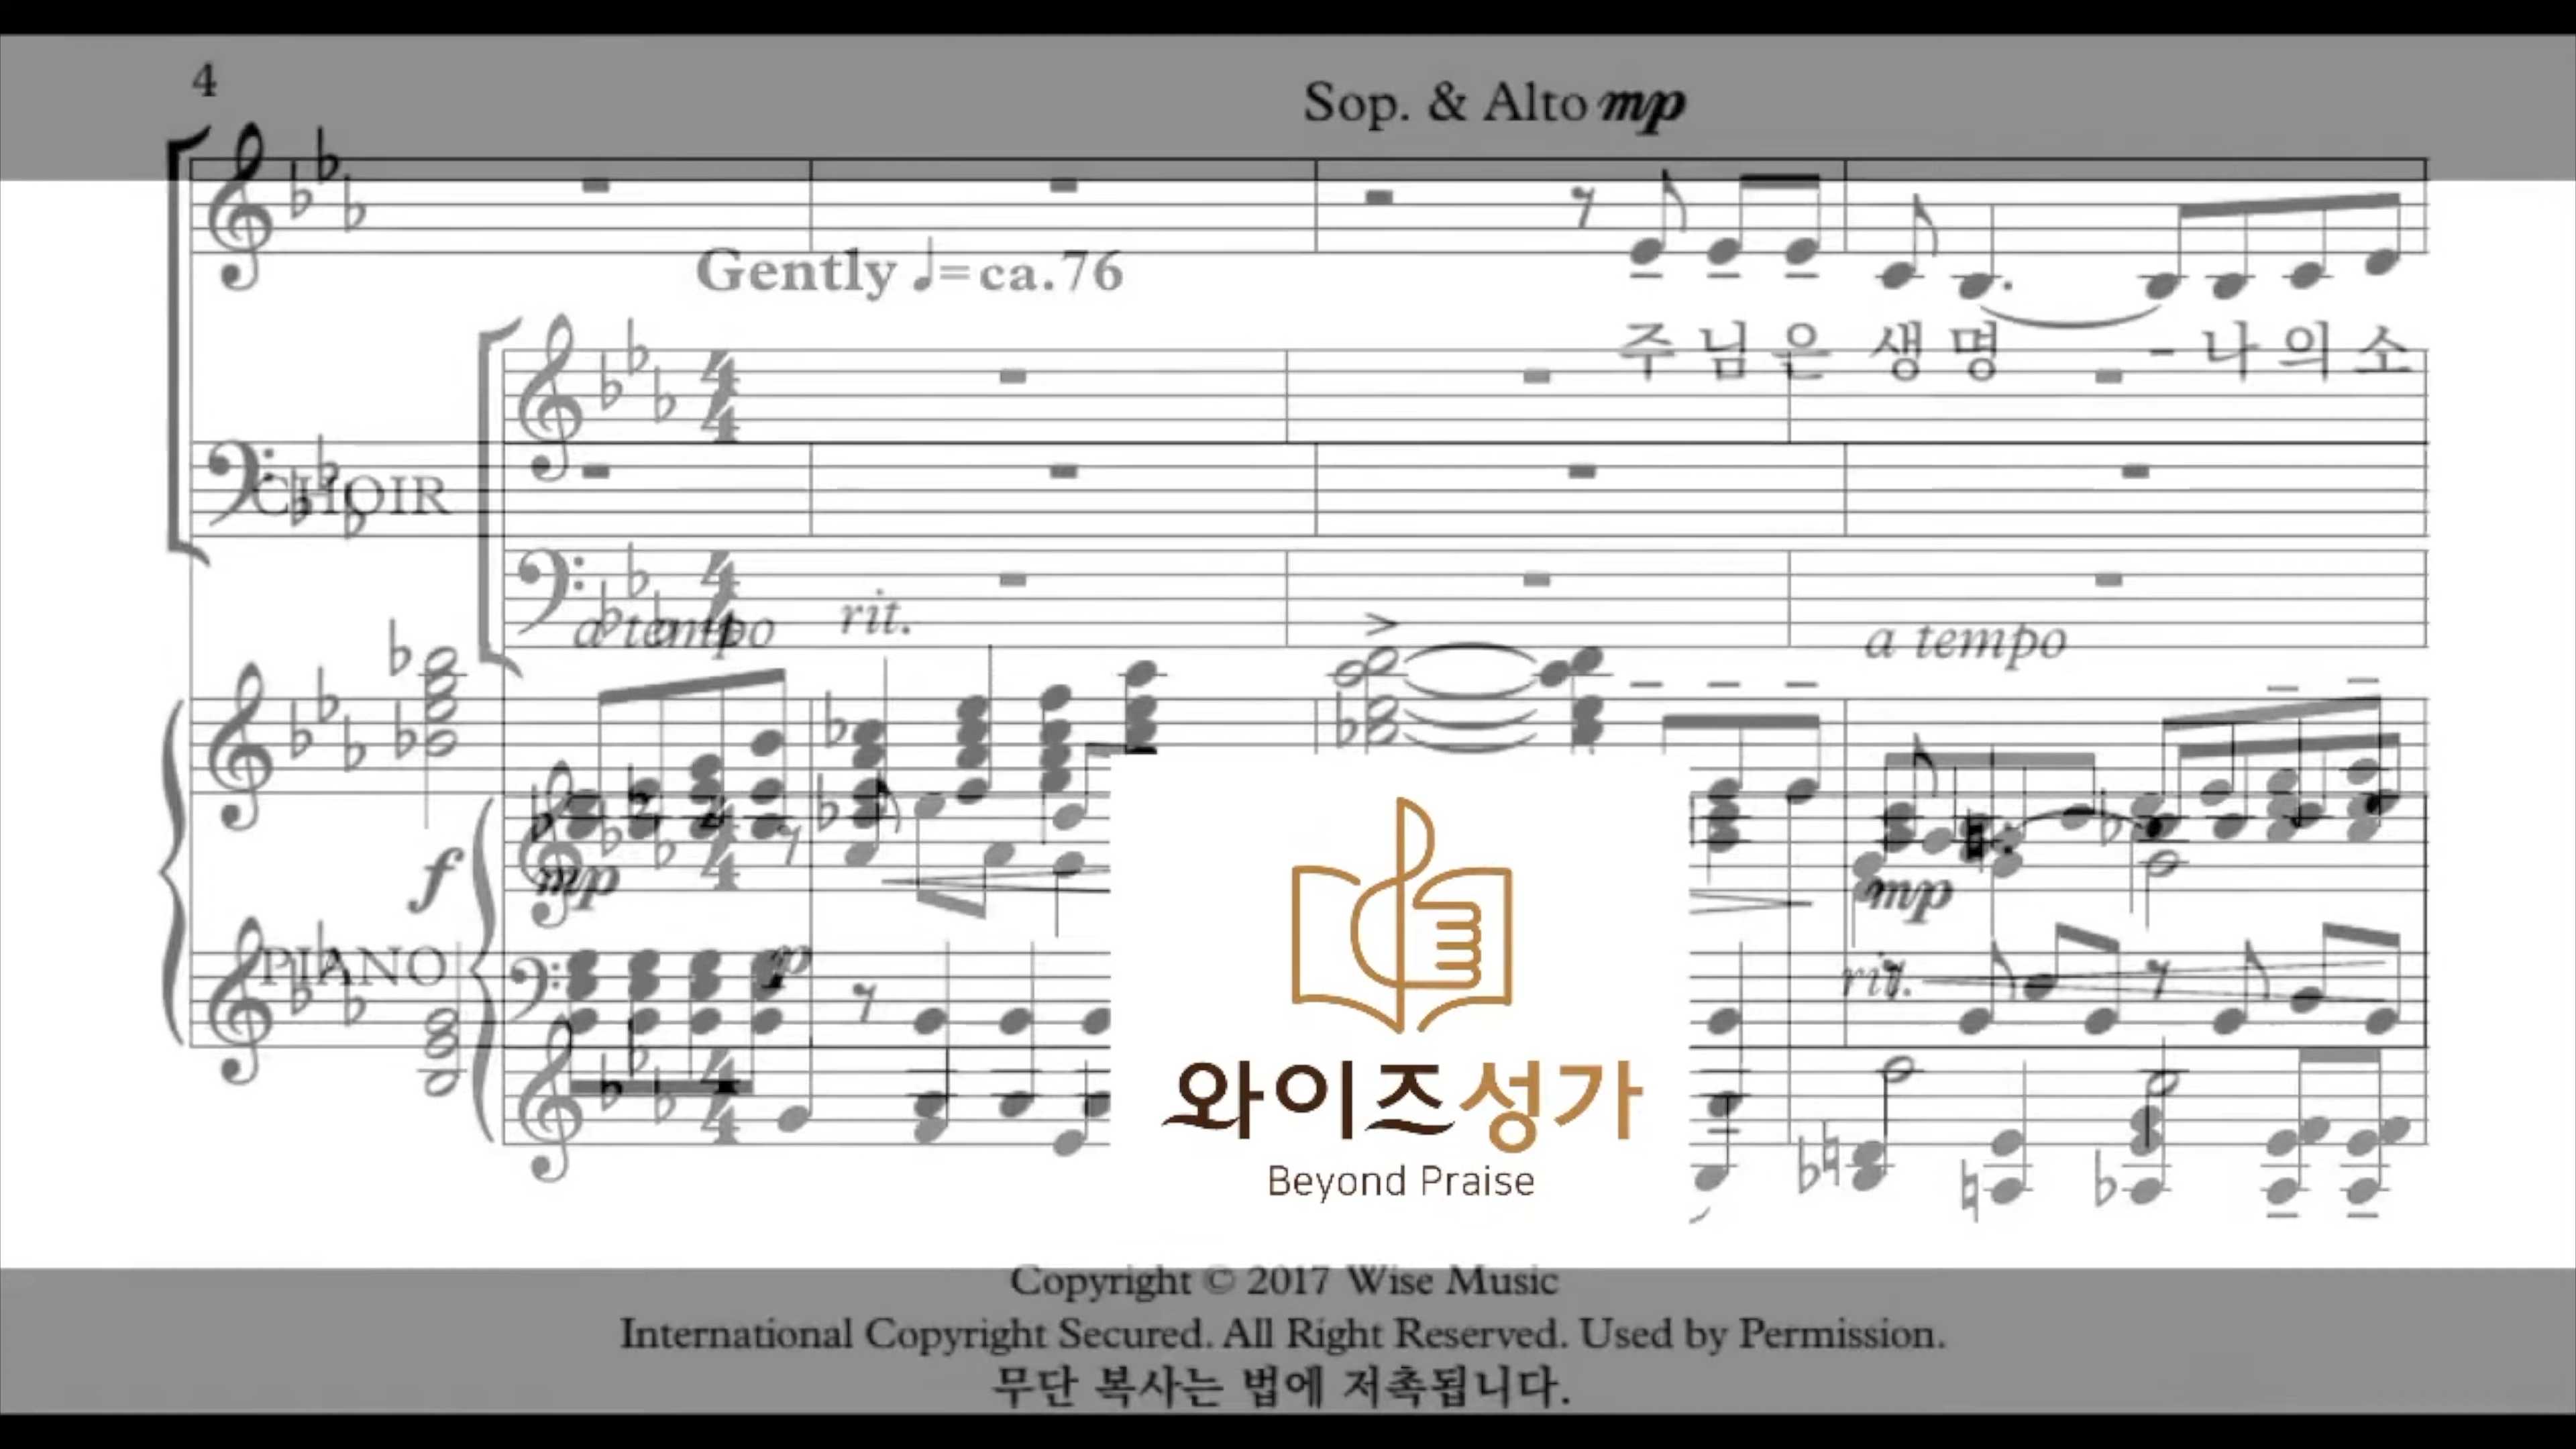 4
Sop. & Alto mp
Gently ♩=ca.76
주 님 은 생 명 - 나 의 소
CHOIR
a tempo
rit.
a tempo
f
mp
mp
PIANO
p
rit.
와이즈성가
Beyond Praise
Copyright © 2017 Wise Music
International Copyright Secured. All Right Reserved. Used by Permission.
무단 복사는 법에 저촉됩니다.